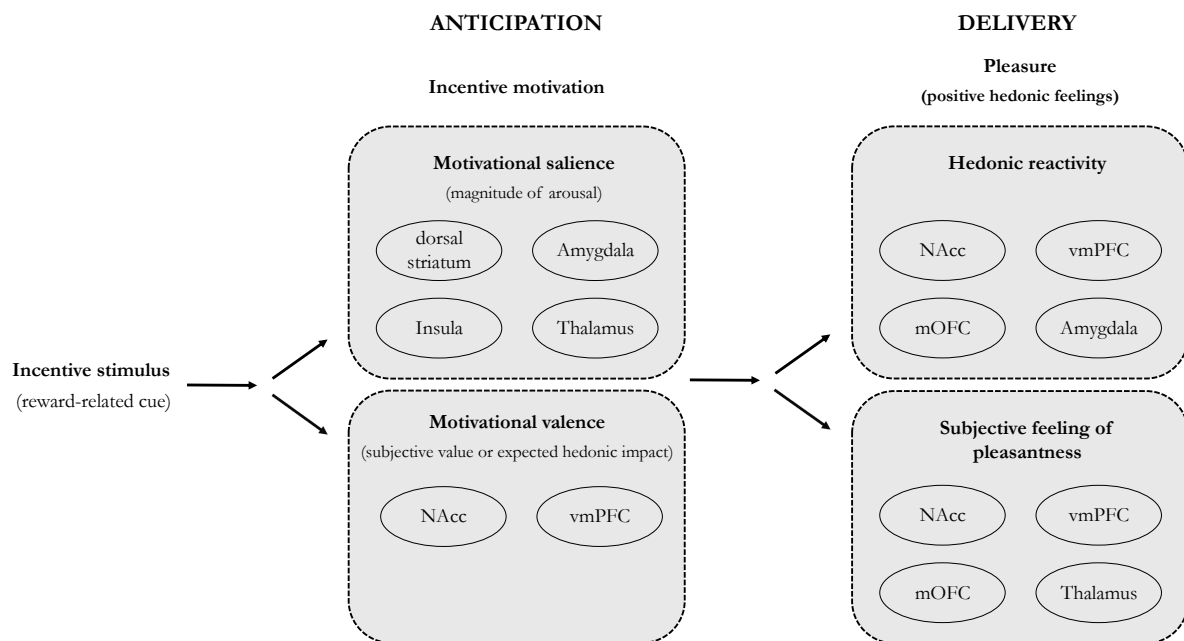 ANTICIPATION
DELIVERY
Incentive motivation
Pleasure
(positive hedonic feelings)
Motivational salience
(magnitude of arousal)
dorsal
striatum
Amygdala
Insula
Thalamus
Hedonic reactivity
NAcc
vmPFC
mOFC
Amygdala
Incentive stimulus
(reward-related cue)
Motivational valence
(subjective value or expected hedonic impact)
NAcc
vmPFC
Subjective feeling of
pleasantness
NAcc
vmPFC
mOFC
Thalamus